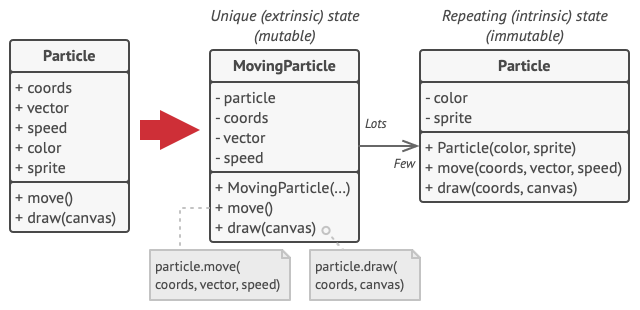 Particle
+ coords
+ vector
+ speed
+ color
+ sprite
+ move()
+ draw(canvas)
Unique (extrinsic) state
(mutable)
MovingParticle
- particle
- coords
- vector
- speed
+ MovingParticle(...)
+ move()
+ draw(canvas)
particle.move(
coords, vector, speed)
particle.draw(
coords, canvas)
Lots
Few
Repeating (intrinsic) state
(immutable)
Particle
- color
- sprite
+ Particle(color, sprite)
+ move(coords, vector, speed)
+ draw(coords, canvas)